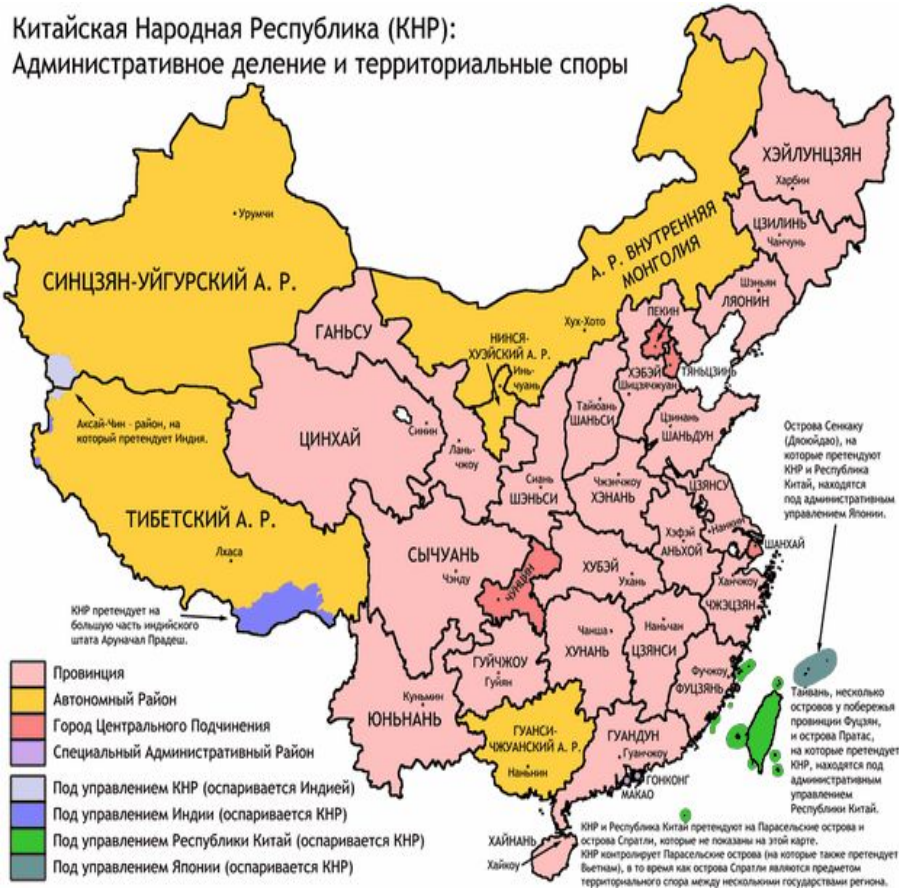 Китайская Народная Республика (КНР):
Административное деление и территориальные споры
ХЭЙЛУНЦЗЯН
Харбин
ЦЗИЛИНЬ
Чанчунь
Урумчи
А. Р. ВНУТРЕННЯЯ
МОНГОЛИЯ
СИНЦЗЯН-УЙГУРСКИЙ А. Р.
Шэньян
ЛЯОНИН
ГАНЬСУ
ПЕКИН
Хух-Хото
НИНСЯ-
ХУЭЙСКИЙ А. Р.
Инь-
чуань
ХЭБЭЙ
ТЯНЬЦЗИНЬ
Шицзячжуан
Аксай-Чин – район, на
который претендует Индия.
Тайюань
ШАНЬСИ
Цзинань
ШАНЬДУН
ЦИНХАЙ
Синин
Лань-
чжоу
Острова Сенкаку
(Дяоюйдао), на
которые претендуют
КНР и Республика
Китай, находятся
под административным
управлением Японии.
Сиань
ШЭНЬСИ
Чжэнчжоу
ХЭНАНЬ
ЦЗЯНСУ
Нанкин
ТИБЕТСКИЙ А. Р.
Лхаса
Хэфэй
АНЬХОЙ
ШАНХАЙ
СЫЧУАНЬ
Чэнду
ЧУНЦИН
ХУБЭЙ
Ухань
Ханчжоу
ЧЖЭЦЗЯН
КНР претендует на
большую часть индийского
штата Аруначал Прадеш.
Чанша
ХУНАНЬ
Наньчан
ЦЗЯНСИ
ГУЙЧЖОУ
Гуйян
Фучжоу
ФУЦЗЯНЬ
Куньмин
ЮНЬНАНЬ
Тайвань, несколько
островов у побережья
провинции Фуцзян,
и острова Пратас,
на которые претендует
КНР, находятся под
административным
управлением
Республики Китай.
ГУАНСИ-
ЧЖУАНСКИЙ А. Р.
Наньнин
ГУАНДУН
Гуанчжоу
ГОНКОНГ
МАКАО
ХАЙНАНЬ
Хайкоу
КНР и Республика Китай претендуют на Парасельские острова и
острова Спратли, которые не показаны на этой карте.
КНР контролирует Парасельские острова (на которые также претендует
Вьетнам), в то время как острова Спратли являются предметом
территориального спора между несколькими государствами региона.
Провинция
Автономный Район
Город Центрального Подчинения
Специальный Административный Район
Под управлением КНР (оспаривается Индией)
Под управлением Индии (оспаривается КНР)
Под управлением Республики Китай (оспаривается КНР)
Под управлением Японии (оспаривается КНР)